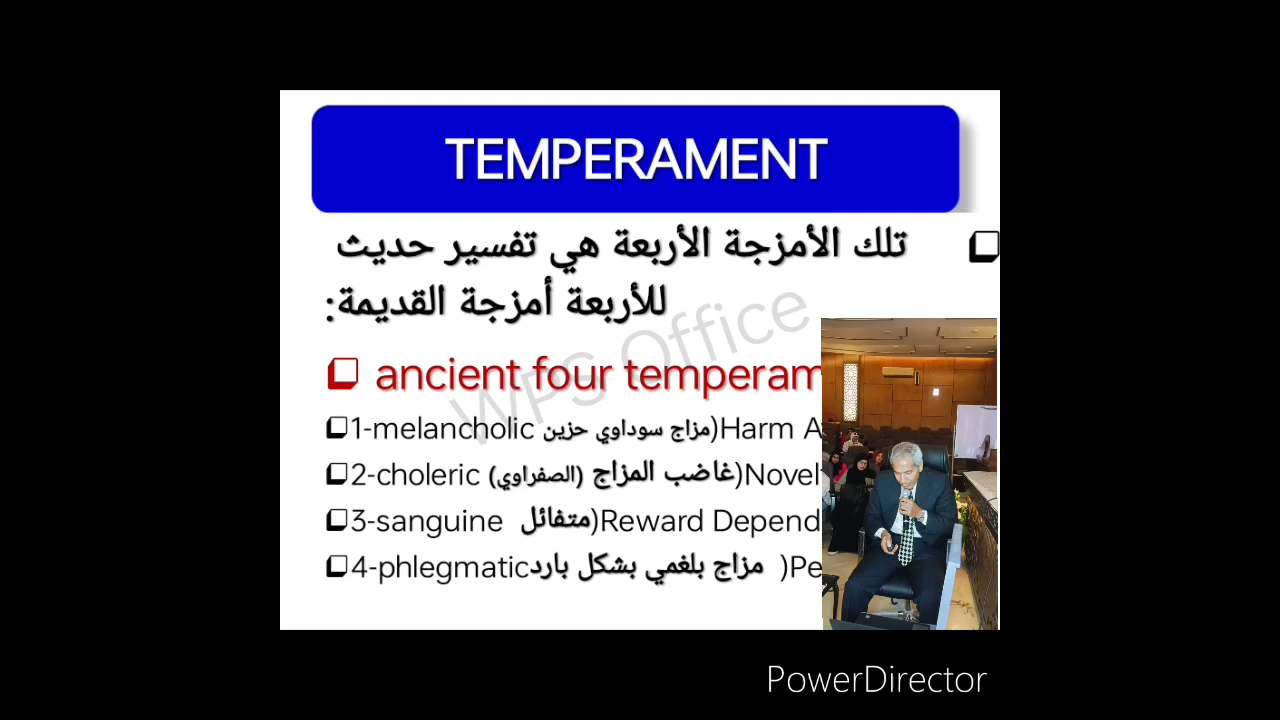 TEMPERAMENT
تلك الأمزجة الأربعة هي تفسير حديث
للأربعة أمزجة القديمة:
ancient four temperam
1-melancholic مزاج سوداوي حزين)Harm A
2-choleric (الصفراوي) غاضب المزاج)Novel
3-sanguine متفائل)Reward Depend
4-phlegmaticمزاج بلغمي بشكل بارد )Pe
WPS Office
PowerDirector